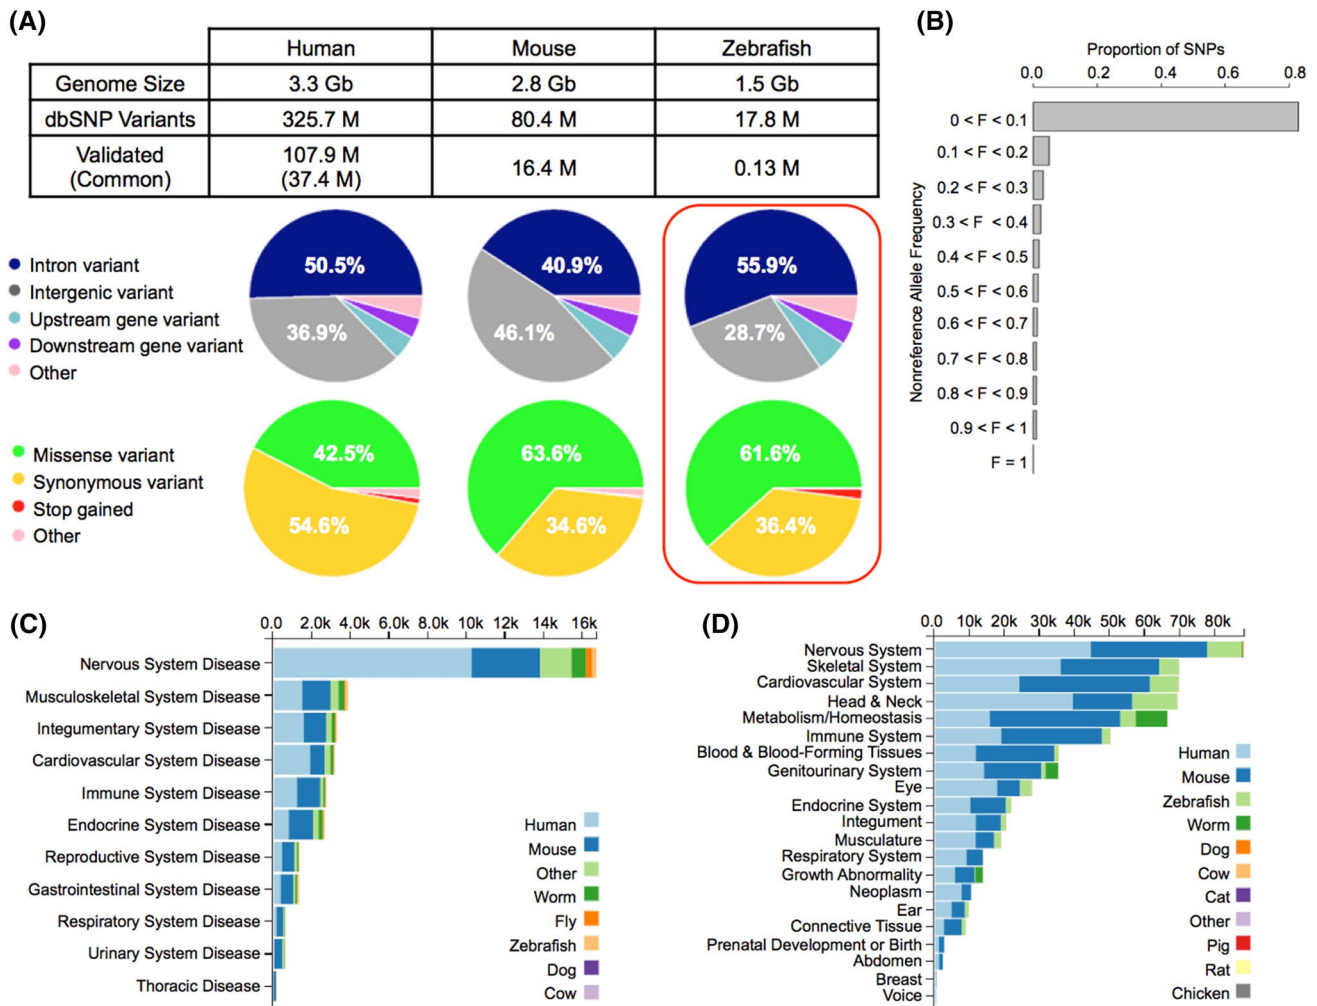 (A)
Human Mouse Zebrafish
Genome Size 3.3 Gb 2.8 Gb 1.5 Gb
dbSNP Variants 325.7 M 80.4 M 17.8 M
Validated (Common) 107.9 M (37.4 M) 16.4 M 0.13 M
Intron variant
Intergenic variant
Upstream gene variant
Downstream gene variant
Other
50.5%
36.9%
40.9%
46.1%
55.9%
28.7%
Missense variant
Synonymous variant
Stop gained
Other
42.5%
54.6%
63.6%
34.6%
61.6%
36.4%
(B)
Proportion of SNPs
0.0 0.2 0.4 0.6 0.8
Nonreference Allele Frequency
0 < F < 0.1
0.1 < F < 0.2
0.2 < F < 0.3
0.3 < F < 0.4
0.4 < F < 0.5
0.5 < F < 0.6
0.6 < F < 0.7
0.7 < F < 0.8
0.8 < F < 0.9
0.9 < F < 1
F = 1
(C)
0.0 2.0k 4.0k 6.0k 8.0k 10k 12k 14k 16k
Nervous System Disease
Musculoskeletal System Disease
Integumentary System Disease
Cardiovascular System Disease
Immune System Disease
Endocrine System Disease
Reproductive System Disease
Gastrointestinal System Disease
Respiratory System Disease
Urinary System Disease
Thoracic Disease
Human
Mouse
Other
Worm
Fly
Zebrafish
Dog
Cow
(D)
0.0 10k 20k 30k 40k 50k 60k 70k 80k
Nervous System
Skeletal System
Cardiovascular System
Head & Neck
Metabolism/Homeostasis
Immune System
Blood & Blood-Forming Tissues
Genitourinary System
Eye
Endocrine System
Integument
Musculature
Respiratory System
Growth Abnormality
Neoplasm
Ear
Connective Tissue
Prenatal Development or Birth
Abdomen
Breast
Voice
Human
Mouse
Zebrafish
Worm
Dog
Cow
Cat
Other
Pig
Rat
Chicken